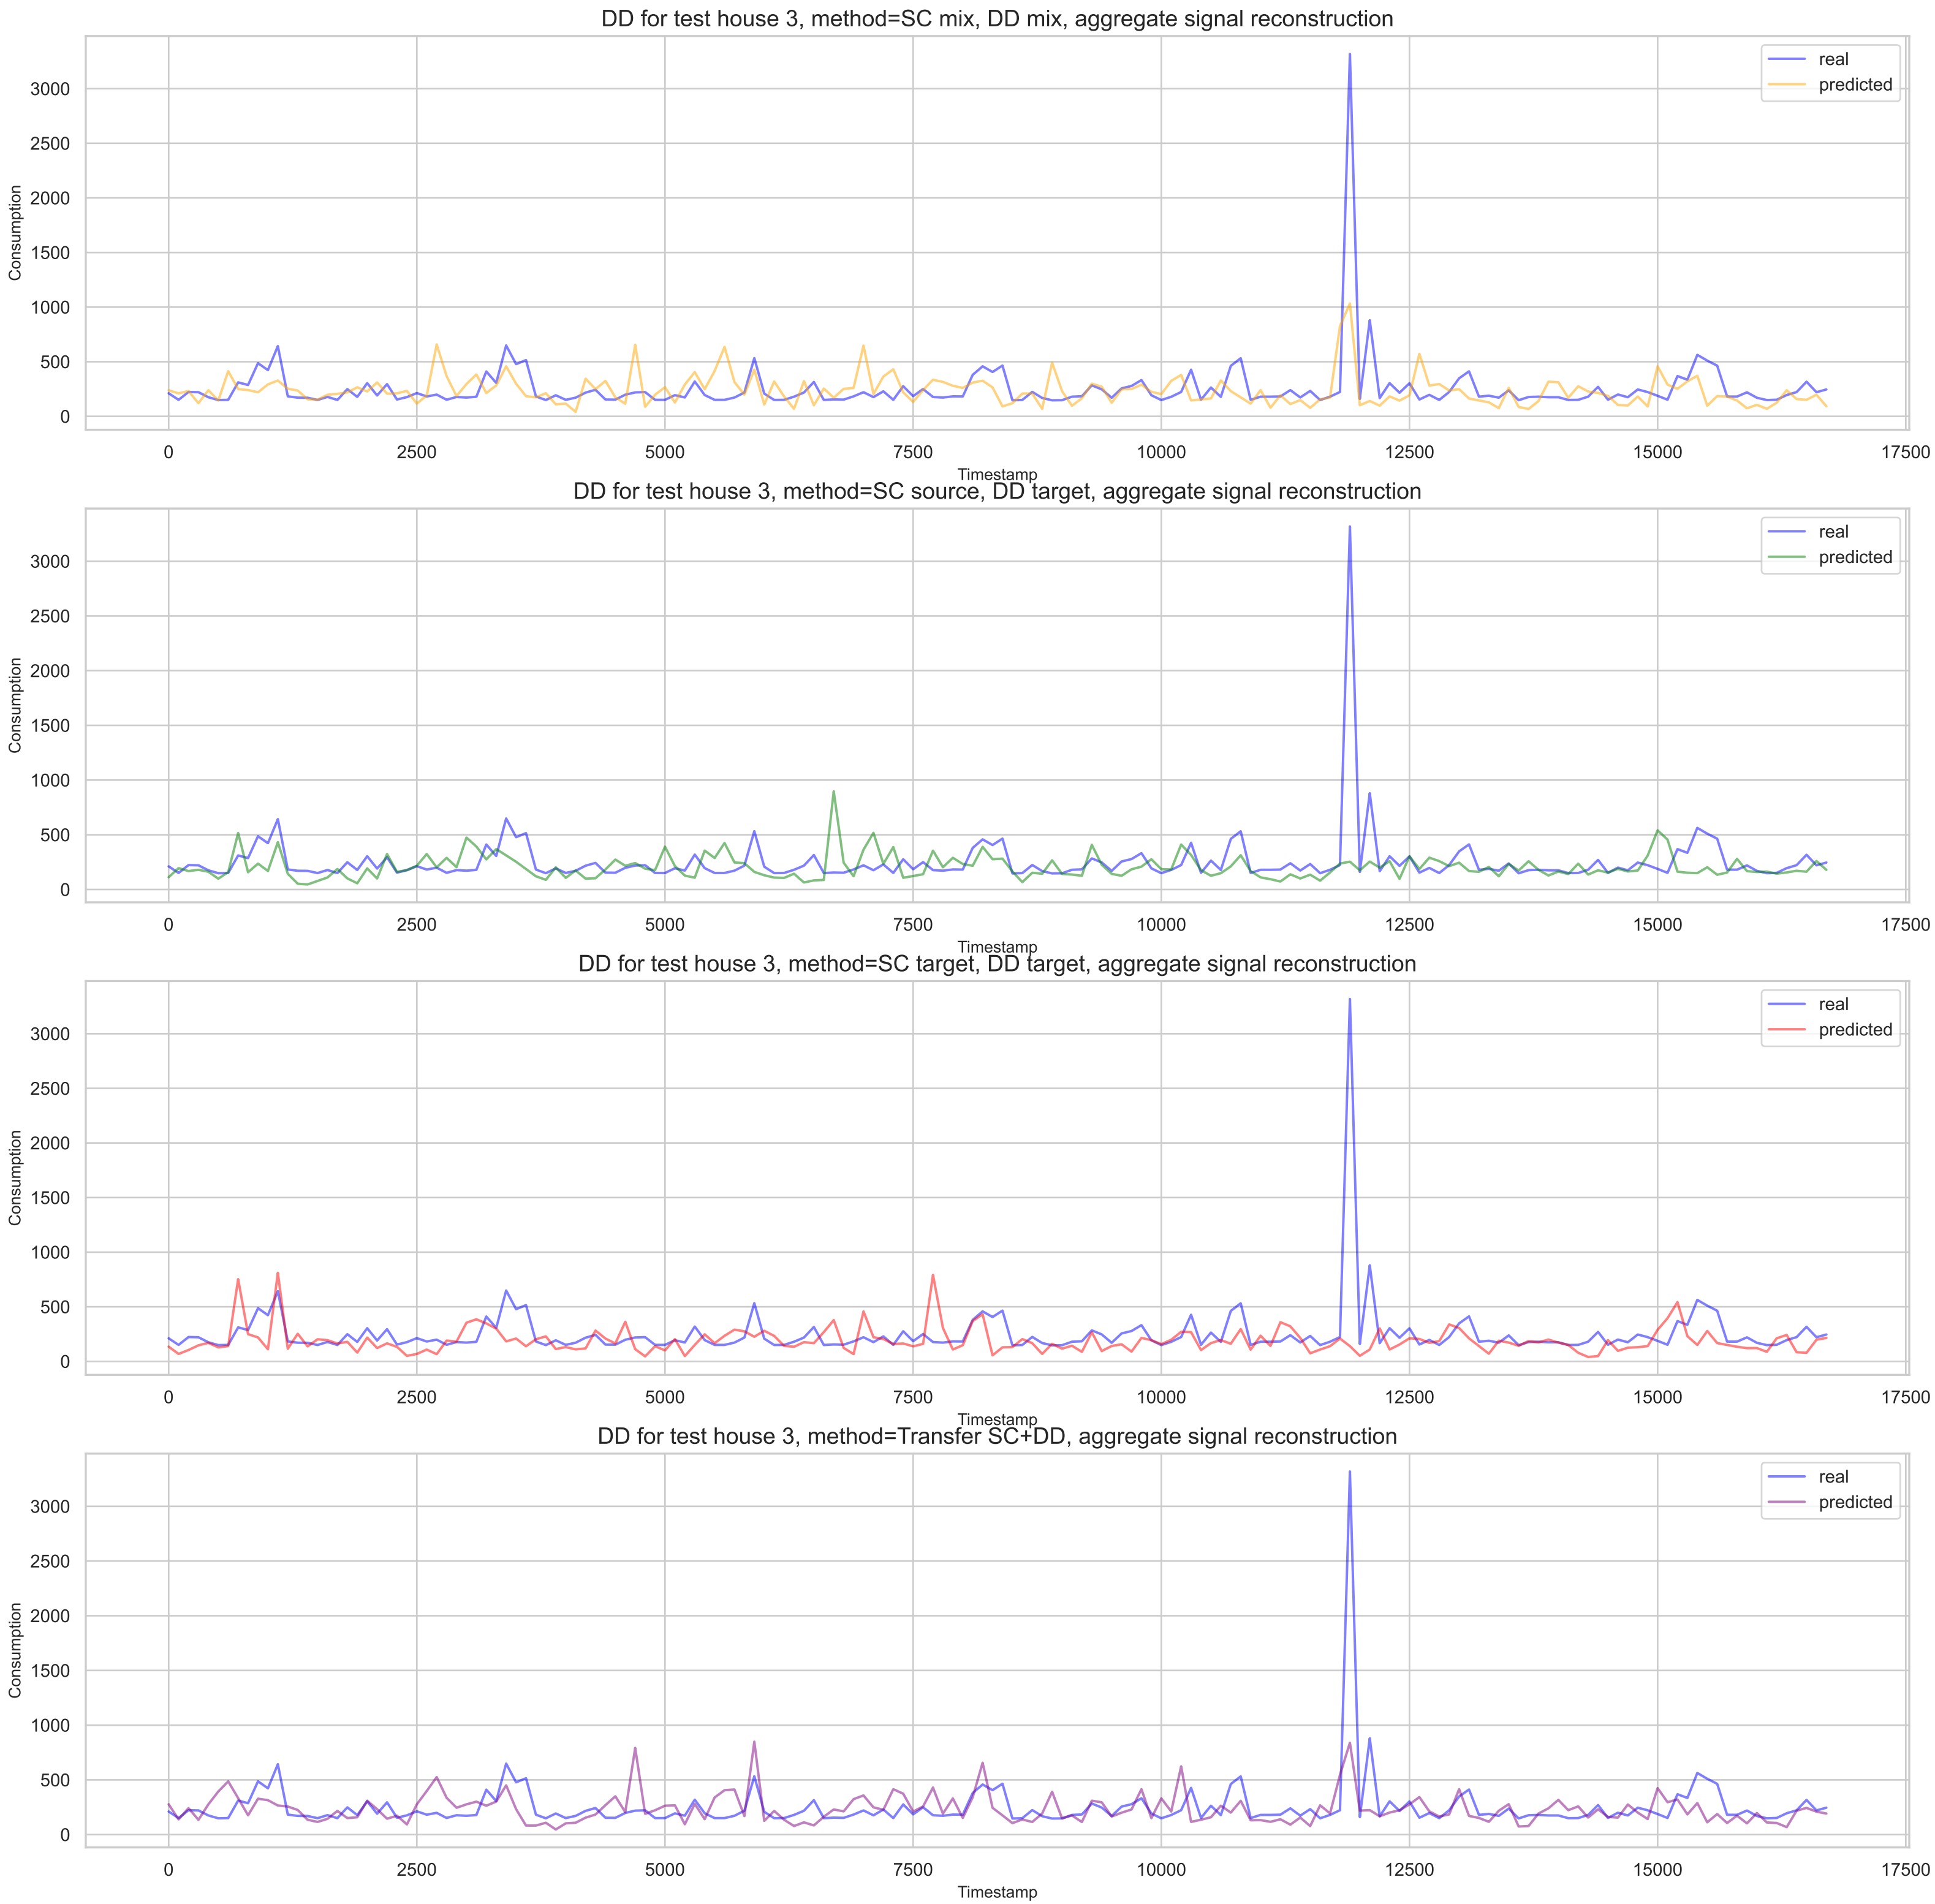 DD for test house 3, method=SC mix, DD mix, aggregate signal reconstruction
real
predicted
3000
2500
2000
1500
1000
500
0
Consumption
0 2500 5000 7500 10000 12500 15000 17500
Timestamp
DD for test house 3, method=SC source, DD target, aggregate signal reconstruction
real
predicted
3000
2500
2000
1500
1000
500
0
Consumption
0 2500 5000 7500 10000 12500 15000 17500
Timestamp
DD for test house 3, method=SC target, DD target, aggregate signal reconstruction
real
predicted
3000
2500
2000
1500
1000
500
0
Consumption
0 2500 5000 7500 10000 12500 15000 17500
Timestamp
DD for test house 3, method=Transfer SC+DD, aggregate signal reconstruction
real
predicted
3000
2500
2000
1500
1000
500
0
Consumption
0 2500 5000 7500 10000 12500 15000 17500
Timestamp